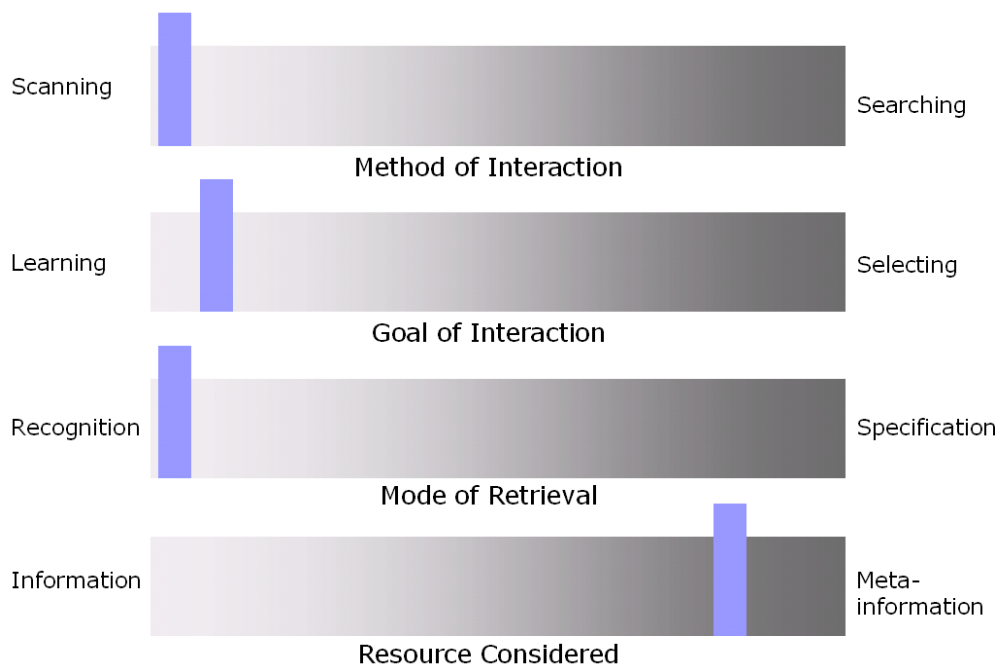 Scanning
Searching
Method of Interaction
Learning
Selecting
Goal of Interaction
Recognition
Specification
Mode of Retrieval
Information
Meta-
information
Resource Considered